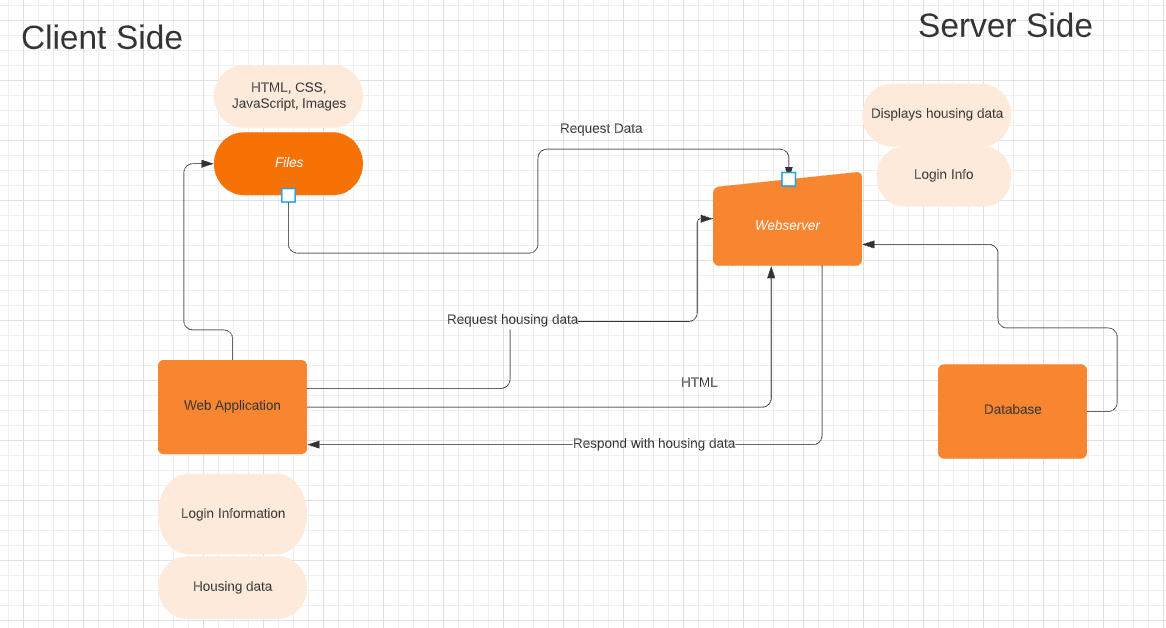 Client Side
Server Side
HTML, CSS,
JavaScript, Images
Files
Request Data
Displays housing data
Login Info
Webserver
Request housing data
HTML
Web Application
Database
Respond with housing data
Login Information
Housing data